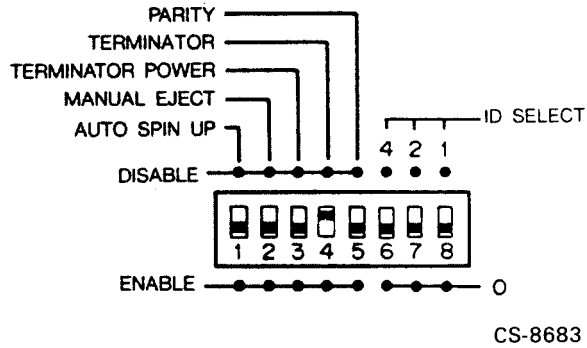 PARITY
TERMINATOR
TERMINATOR POWER
MANUAL EJECT
AUTO SPIN UP
ID SELECT
4 2 1
DISABLE
1 2 3 4 5 6 7 8
ENABLE
0
CS-8683